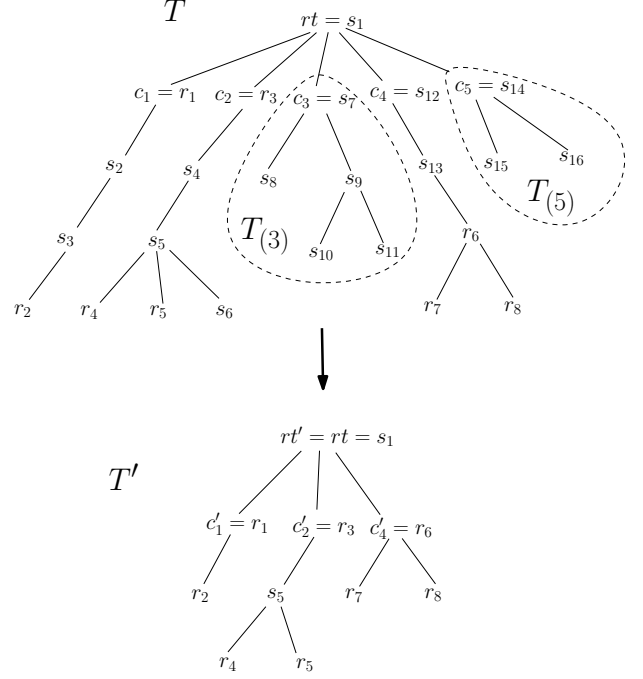 T rt = s₁
c₁ = r₁ c₂ = r₃ c₃ = s₇ c₄ = s₁₂ c₅ = s₁₄
s₂ s₄ s₈ s₉ s₁₃ s₁₅ s₁₆
T₍₅₎
s₃ s₅ T₍₃₎ s₁₀ s₁₁ r₆
r₂ r₄ r₅ s₆ r₇ r₈
rt′ = rt = s₁
T′
c′₁ = r₁ c′₂ = r₃ c′₄ = r₆
r₂ s₅ r₇ r₈
r₄ r₅